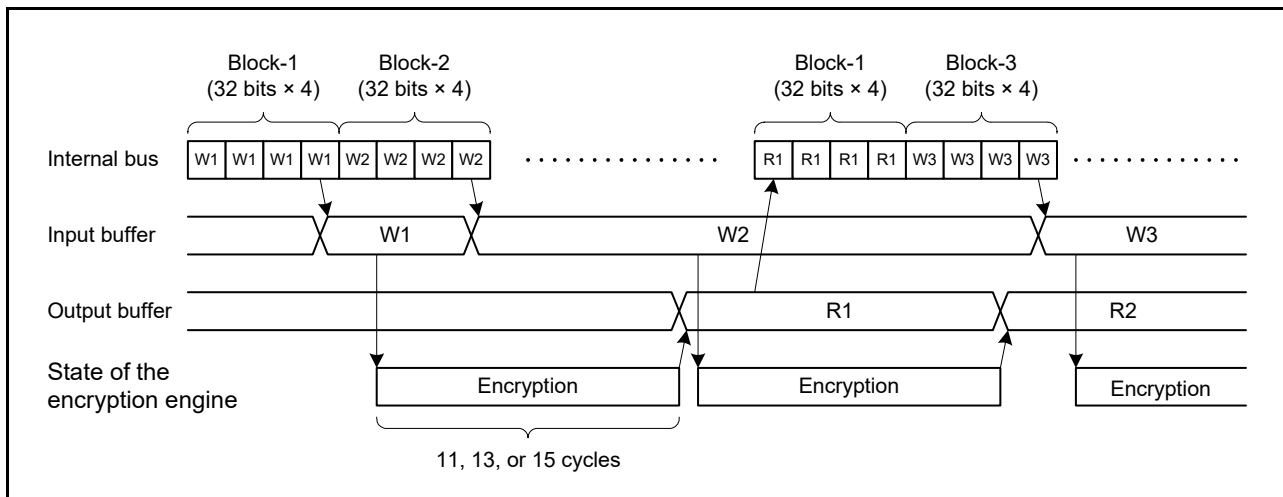 Block-1
(32 bits × 4)
Block-2
(32 bits × 4)
Block-1
(32 bits × 4)
Block-3
(32 bits × 4)
Internal bus
W1 W1 W1 W1 W2 W2 W2 W2 R1 R1 R1 R1 W3 W3 W3 W3
Input buffer W1 W2 W3
Output buffer R1 R2
State of the
encryption engine
Encryption Encryption Encryption
11, 13, or 15 cycles